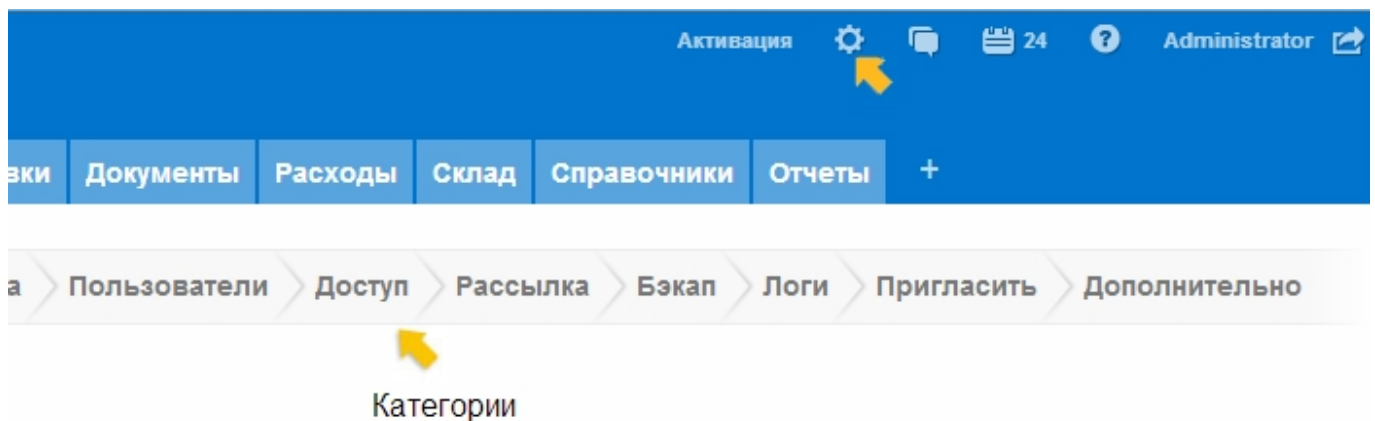 Активация 24 Administrator
вки Документы Расходы Склад Справочники Отчеты +
а Пользователи Доступ Рассылка Бэкап Логи Пригласить Дополнительно
Категории